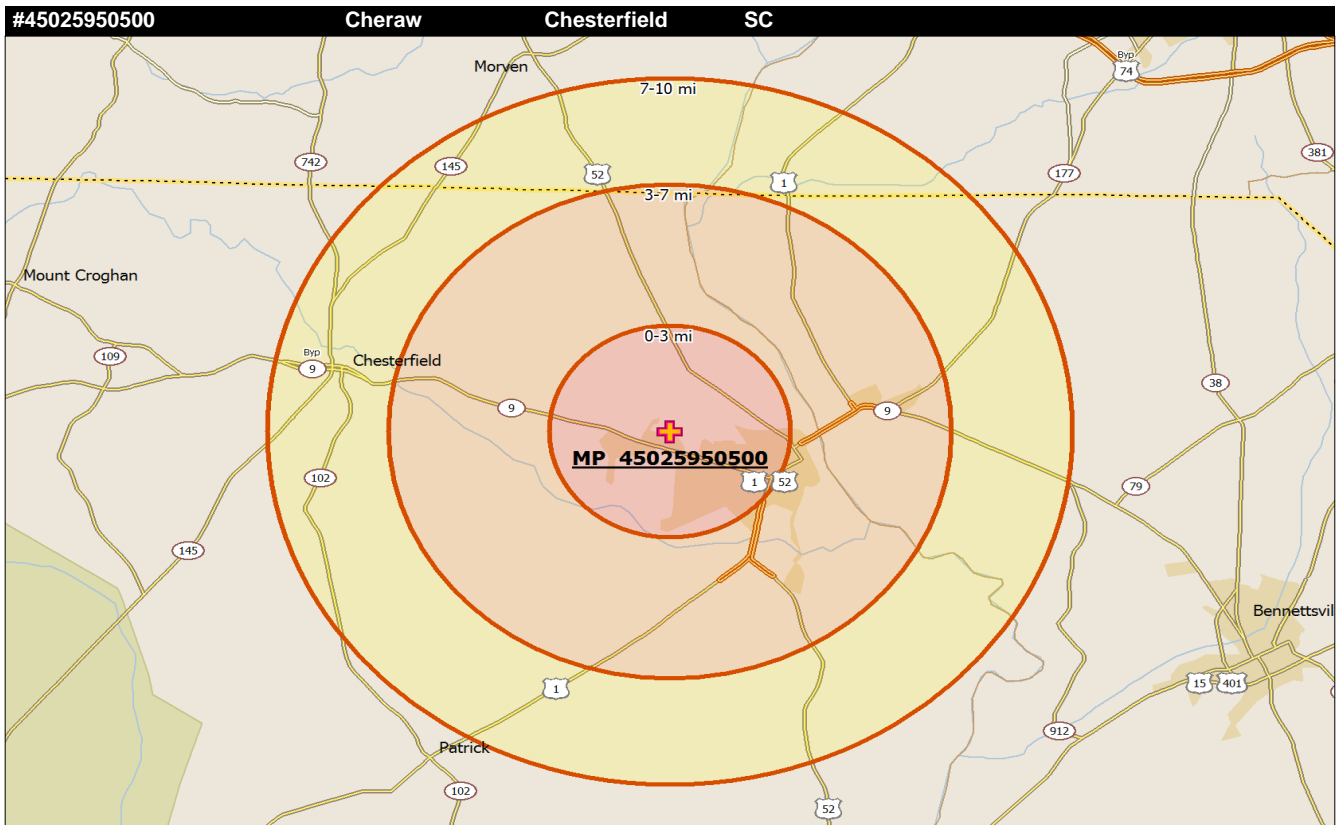 #45025950500 Cheraw Chesterfield SC
Byp
74
Morven
7-10 mi
742
145
52
1
177
381
3-7 mi
Mount Croghan
0-3 mi
109
Byp
9
Chesterfield
38
9
9
MP 45025950500
102
1
52
79
145
Bennettsvil
1
15
401
912
Patrick
102
52